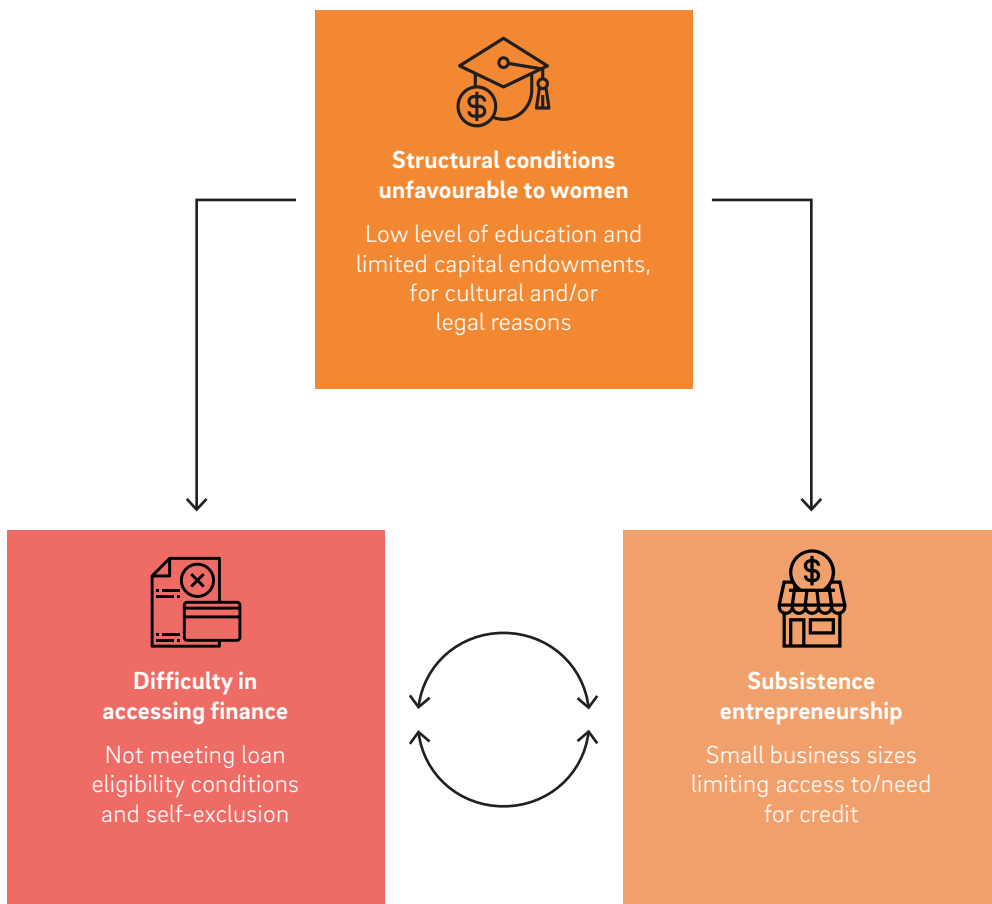 $
Structural conditions
unfavourable to women
Low level of education and
limited capital endowments,
for cultural and/or
legal reasons
Difficulty in
accessing finance
Not meeting loan
eligibility conditions
and self-exclusion
$
Subsistence
entrepreneurship
Small business sizes
limiting access to/need
for credit